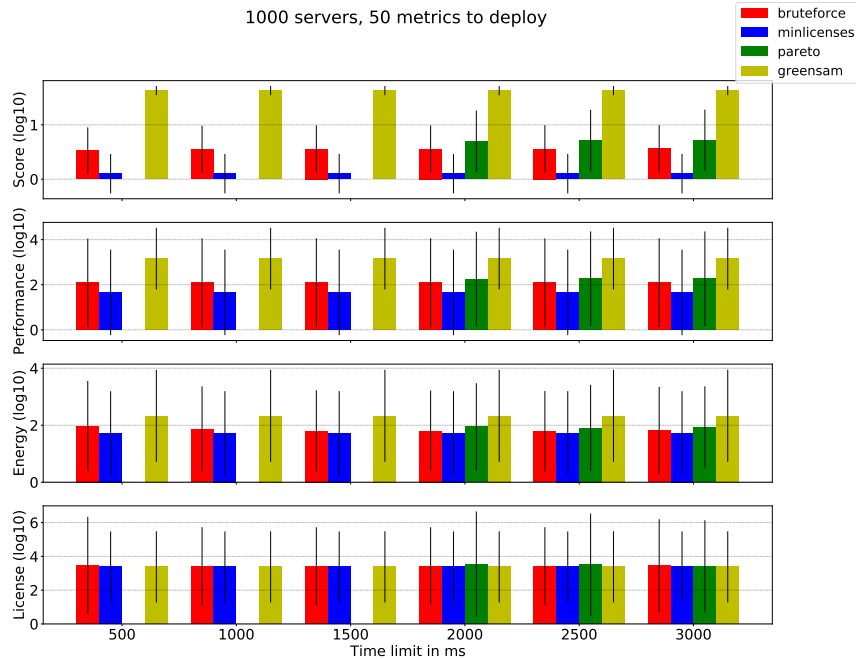 1000 servers, 50 metrics to deploy
bruteforce
minlicenses
pareto
greensam
Score (log10)
1
0
Performance (log10)
4
2
0
Energy (log10)
4
2
0
License (log10)
6
4
2
0
500 1000 1500 2000 2500 3000
Time limit in ms